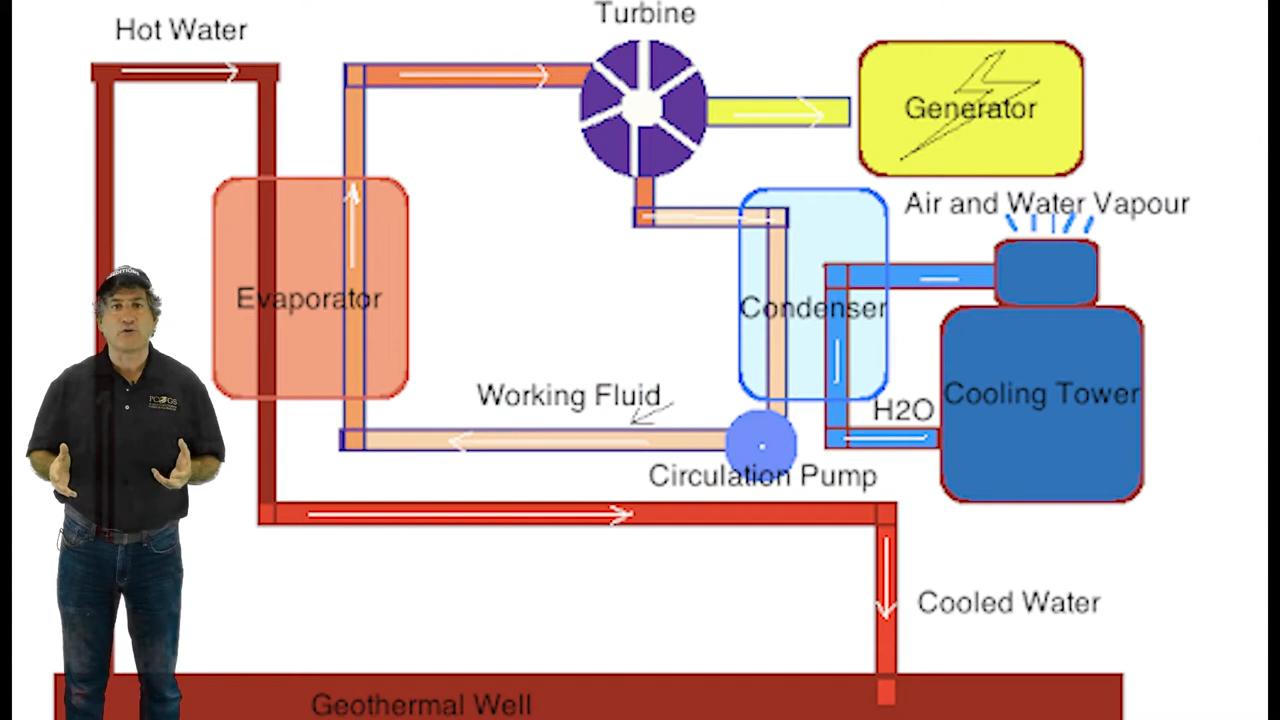 Turbine
Hot Water
Generator
Air and Water Vapour
Evaporator
Condenser
Cooling Tower
Working Fluid
H2O
Circulation Pump
Cooled Water
Geothermal Well